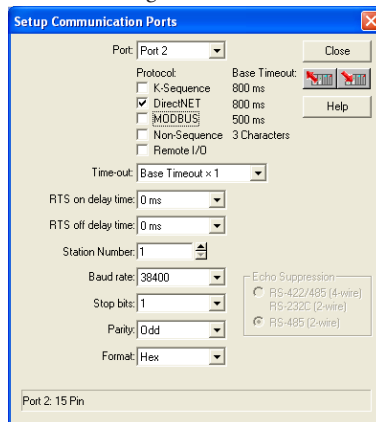 Setup Communication Ports
Port: Port 2
Close
Protocol: Base Timeout:
K-Sequence 800 ms
DirectNET 800 ms
Help
MODBUS 500 ms
Non-Sequence 3 Characters
Remote I/O
Time-out: Base Timeout × 1
RTS on delay time: 0 ms
RTS off delay time: 0 ms
Station Number: 1
Baud rate: 38400
Echo Suppression
RS-422/485 (4-wire)
RS-232C (2-wire)
Stop bits: 1
RS-485 (2-wire)
Parity: Odd
Format: Hex
Port 2: 15 Pin